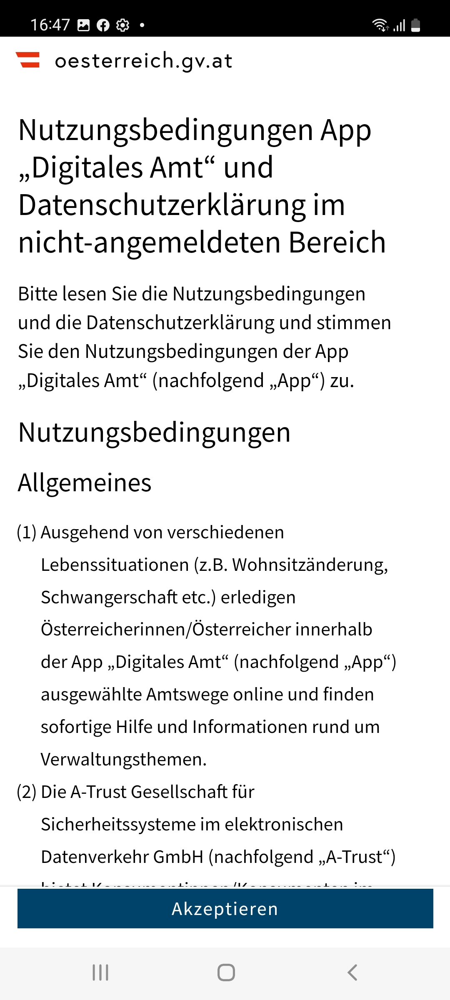 16:47
oesterreich.gv.at
Nutzungsbedingungen App
„Digitales Amt“ und
Datenschutzerklärung im
nicht-angemeldeten Bereich
Bitte lesen Sie die Nutzungsbedingungen
und die Datenschutzerklärung und stimmen
Sie den Nutzungsbedingungen der App
„Digitales Amt“ (nachfolgend „App“) zu.
Nutzungsbedingungen
Allgemeines
(1) Ausgehend von verschiedenen
Lebenssituationen (z.B. Wohnsitzänderung,
Schwangerschaft etc.) erledigen
Österreicherinnen/Österreicher innerhalb
der App „Digitales Amt“ (nachfolgend „App“)
ausgewählte Amtswege online und finden
sofortige Hilfe und Informationen rund um
Verwaltungsthemen.
(2) Die A-Trust Gesellschaft für
Sicherheitssysteme im elektronischen
Datenverkehr GmbH (nachfolgend „A-Trust“)
Akzeptieren